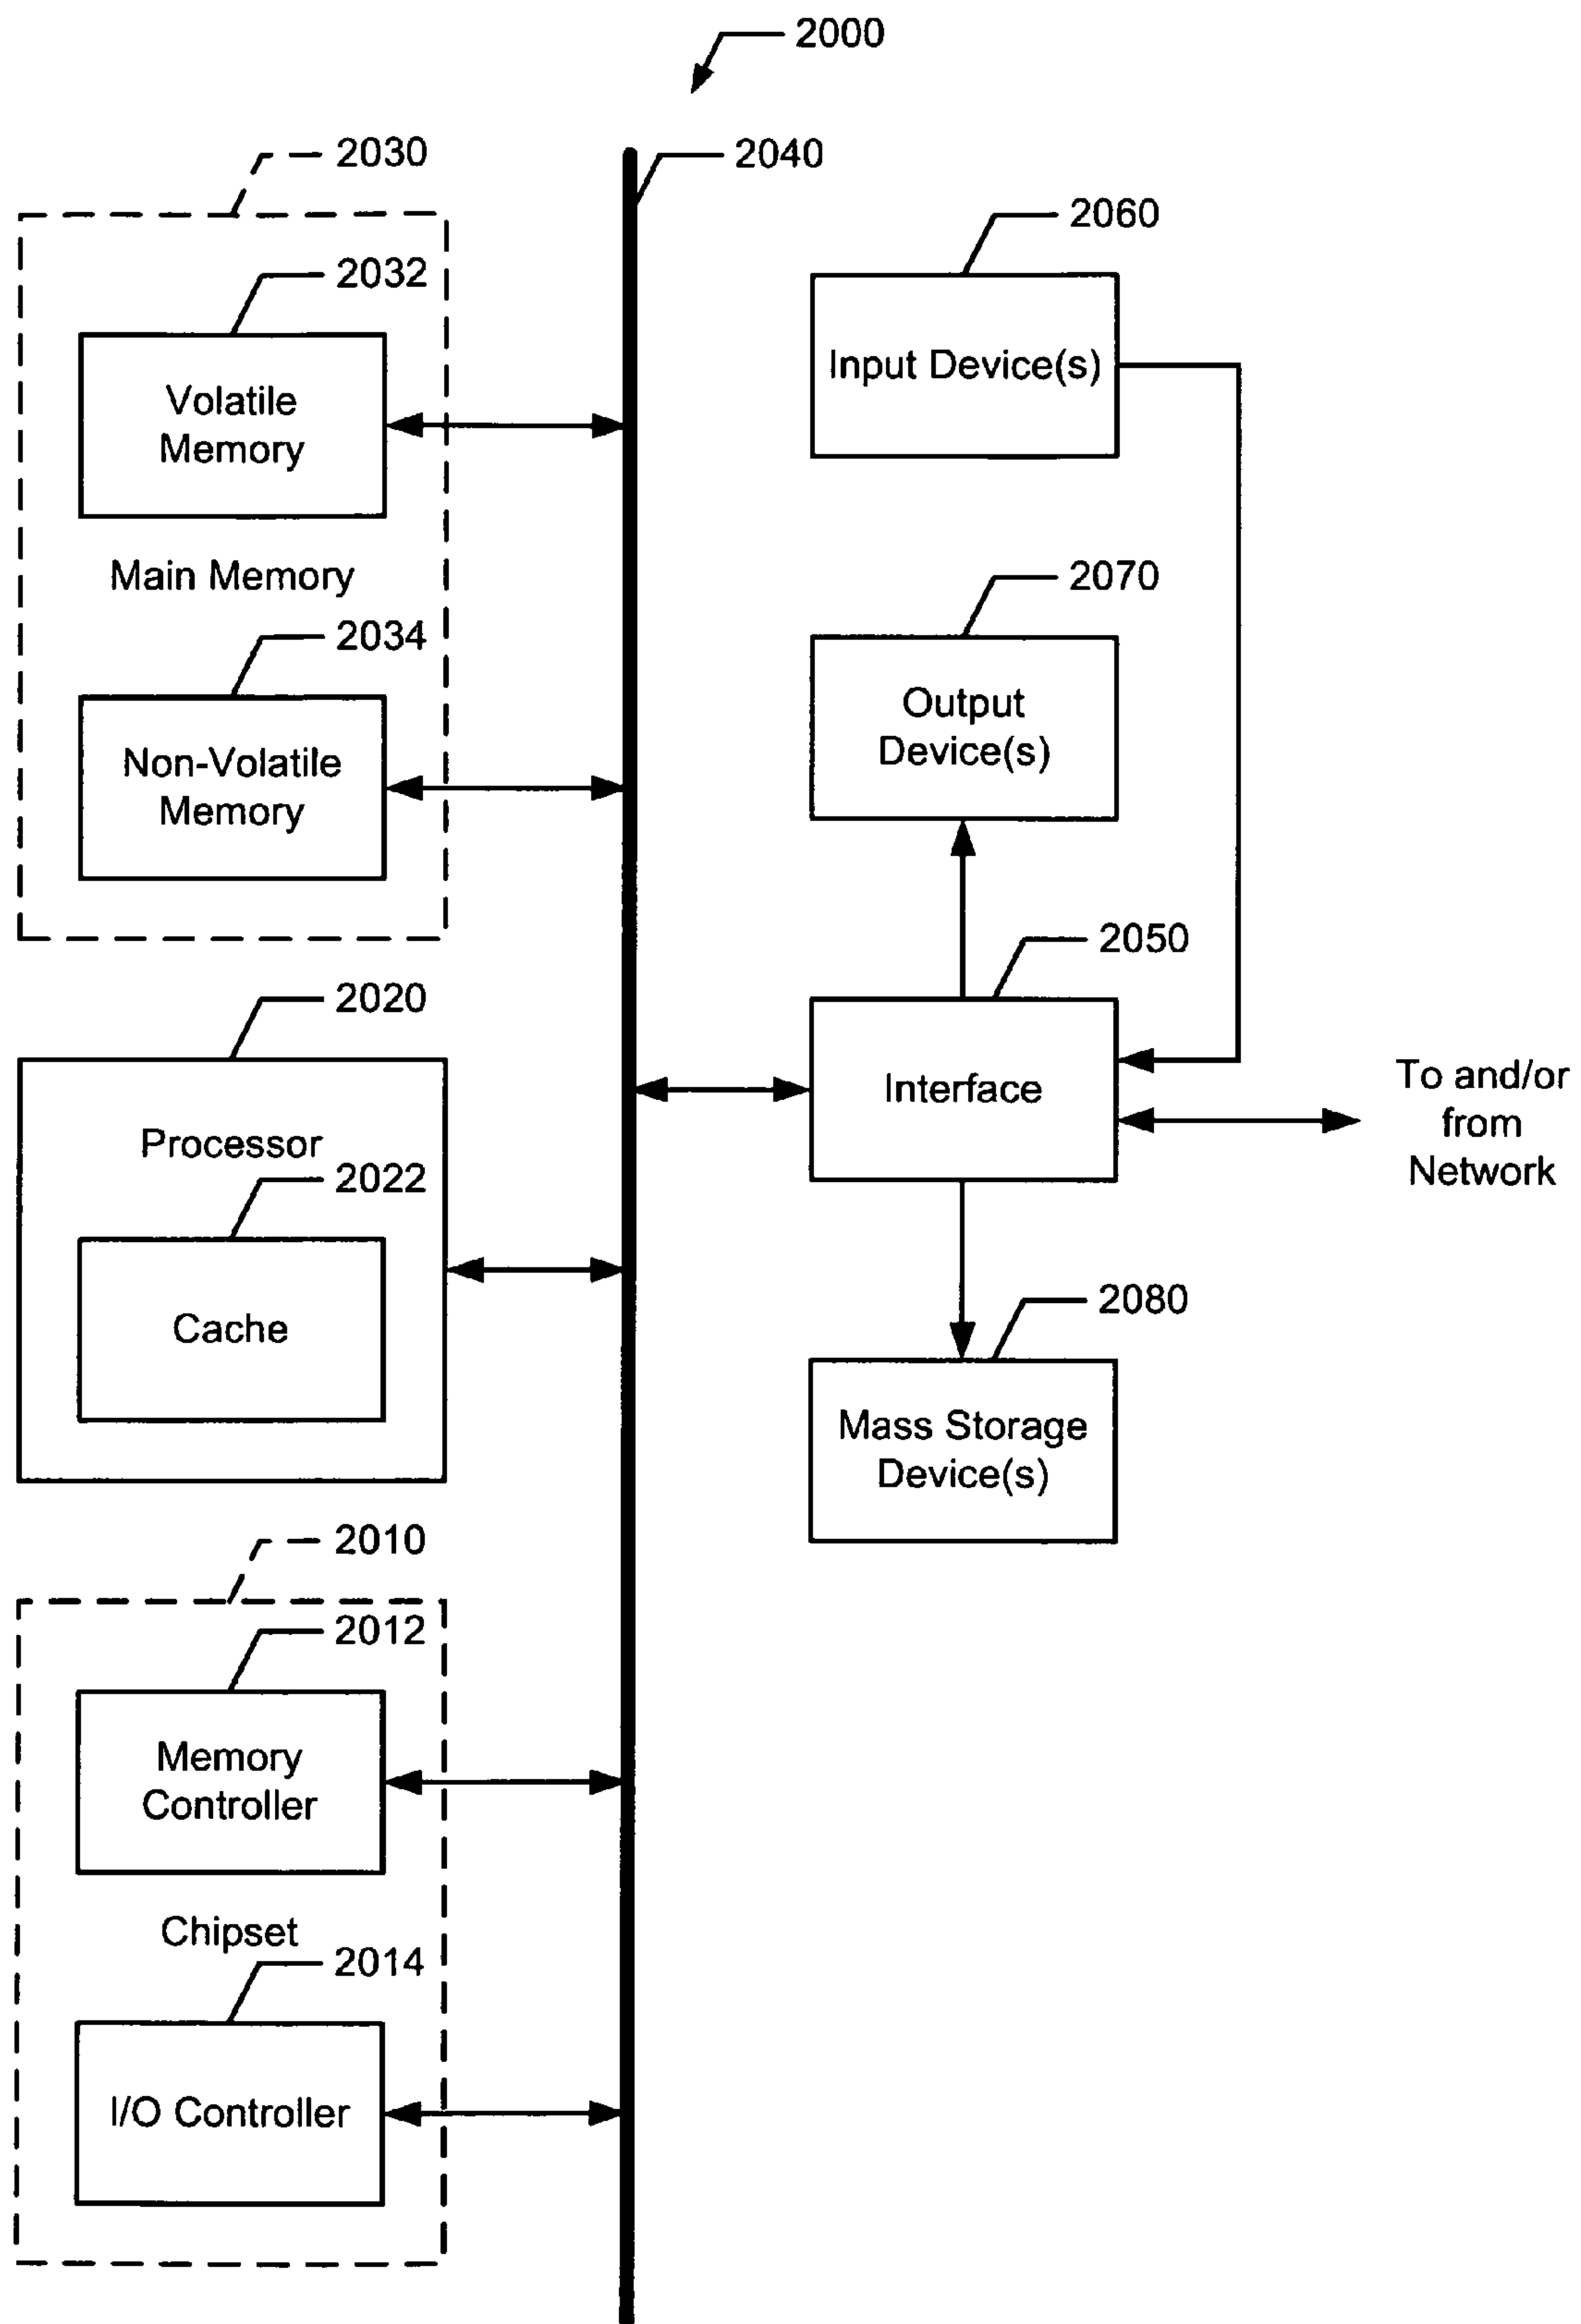 2000
2030
2040
2032
2060
Volatile
Memory
Input Device(s)
Main Memory
2034
2070
Non-Volatile
Memory
Output
Device(s)
2020
2050
Processor
2022
Cache
Interface
To and/or
from
Network
2080
Mass Storage
Device(s)
2010
2012
Memory
Controller
Chipset
2014
I/O Controller